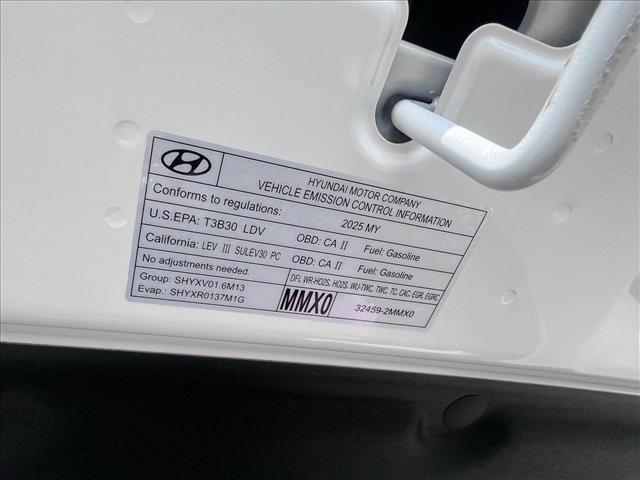 HYUNDAI MOTOR COMPANY
VEHICLE EMISSION CONTROL INFORMATION
Conforms to regulations: 2025 MY
U.S.EPA: T3B30 LDV OBD: CA II Fuel: Gasoline
California: LEV III SULEV30 PC OBD: CA II Fuel: Gasoline
No adjustments needed.
DFI, WR-HO2S, HO2S, WU-TWC, TWC, TC, CAC, EGR, EGRC
Group: SHYXV01.6M13
Evap.: SHYXR0137M1G
MMX0 32459-2MMX0